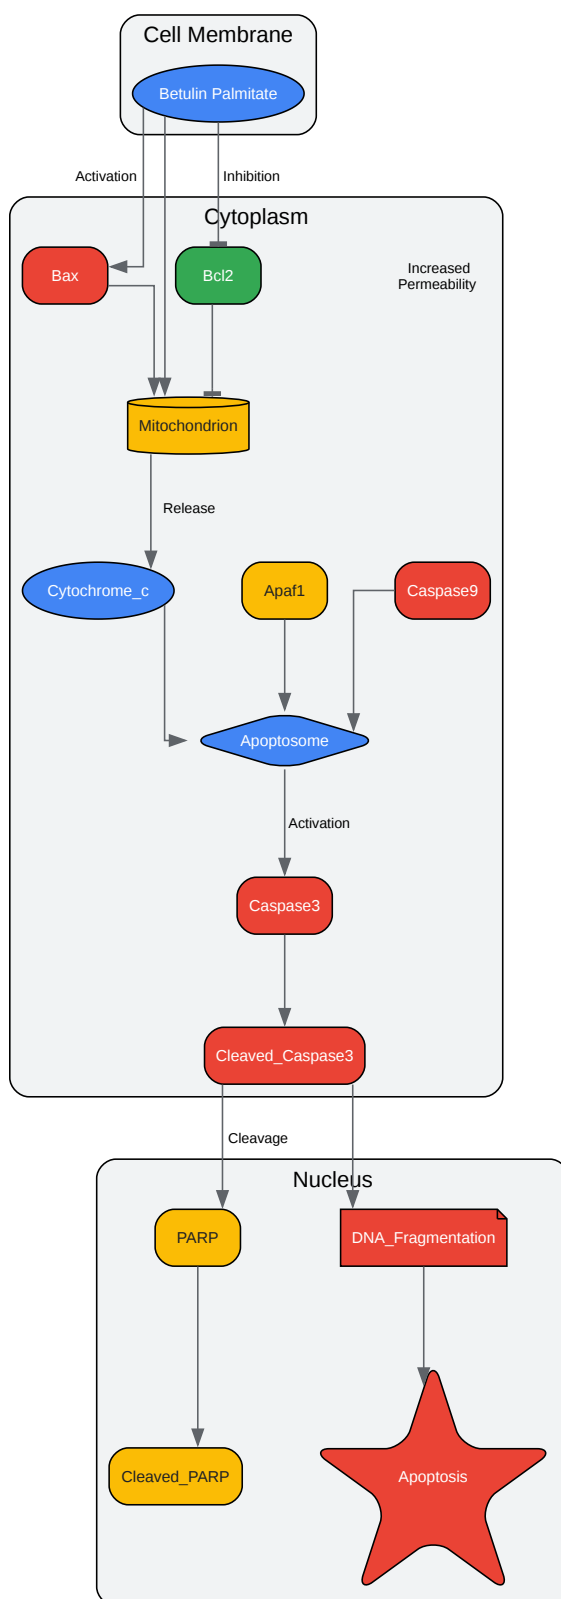 Cell Membrane
Betulin Palmitate
Activation
Inhibition
Cytoplasm
Bax
Bcl2
Increased
Permeability
Mitochondrion
Release
Cytochrome_c
Apaf1
Caspase9
Apoptosome
Activation
Caspase3
Cleaved_Caspase3
Cleavage
Nucleus
PARP
DNA_Fragmentation
Cleaved_PARP
Apoptosis